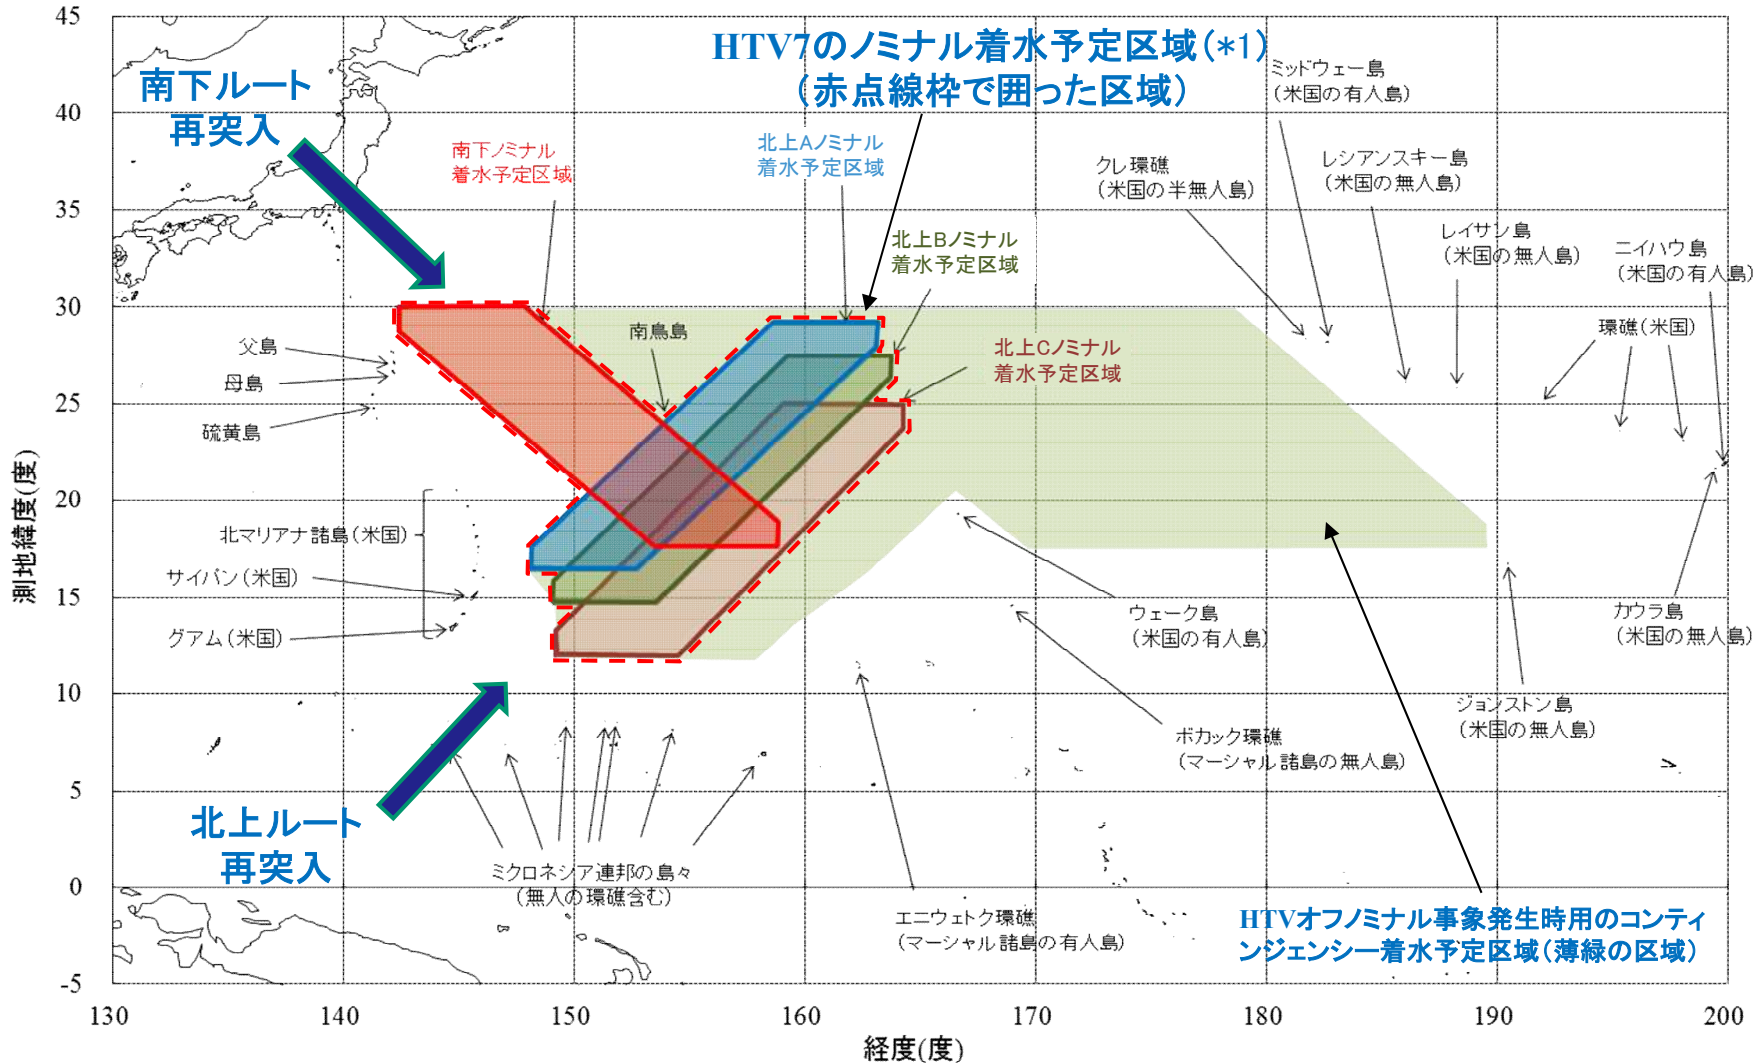 HTV7のノミナル着水予定区域(*1)
(赤点線枠で囲った区域)
南下ルート
再突入
南下ノミナル
着水予定区域
北上Aノミナル
着水予定区域
北上Bノミナル
着水予定区域
北上Cノミナル
着水予定区域
ミッドウェー島
(米国の有人島)
クレ環礁
(米国の半無人島)
レシアンスキー島
(米国の無人島)
レイサン島
(米国の無人島)
ニイハウ島
(米国の有人島)
環礁(米国)
南鳥島
父島
母島
硫黄島
北マリアナ諸島(米国)
サイパン(米国)
グアム(米国)
ウェーク島
(米国の有人島)
カウラ島
(米国の無人島)
ジョンストン島
(米国の無人島)
ボカック環礁
(マーシャル諸島の無人島)
北上ルート
再突入
ミクロネシア連邦の島々
(無人の環礁含む)
エニウェトク環礁
(マーシャル諸島の有人島)
HTVオフノミナル事象発生時用のコンティ
ンジェンシー着水予定区域(薄緑の区域)
測地緯度(度)
45
40
35
30
25
20
15
10
5
0
-5
130 140 150 160 170 180 190 200
経度(度)